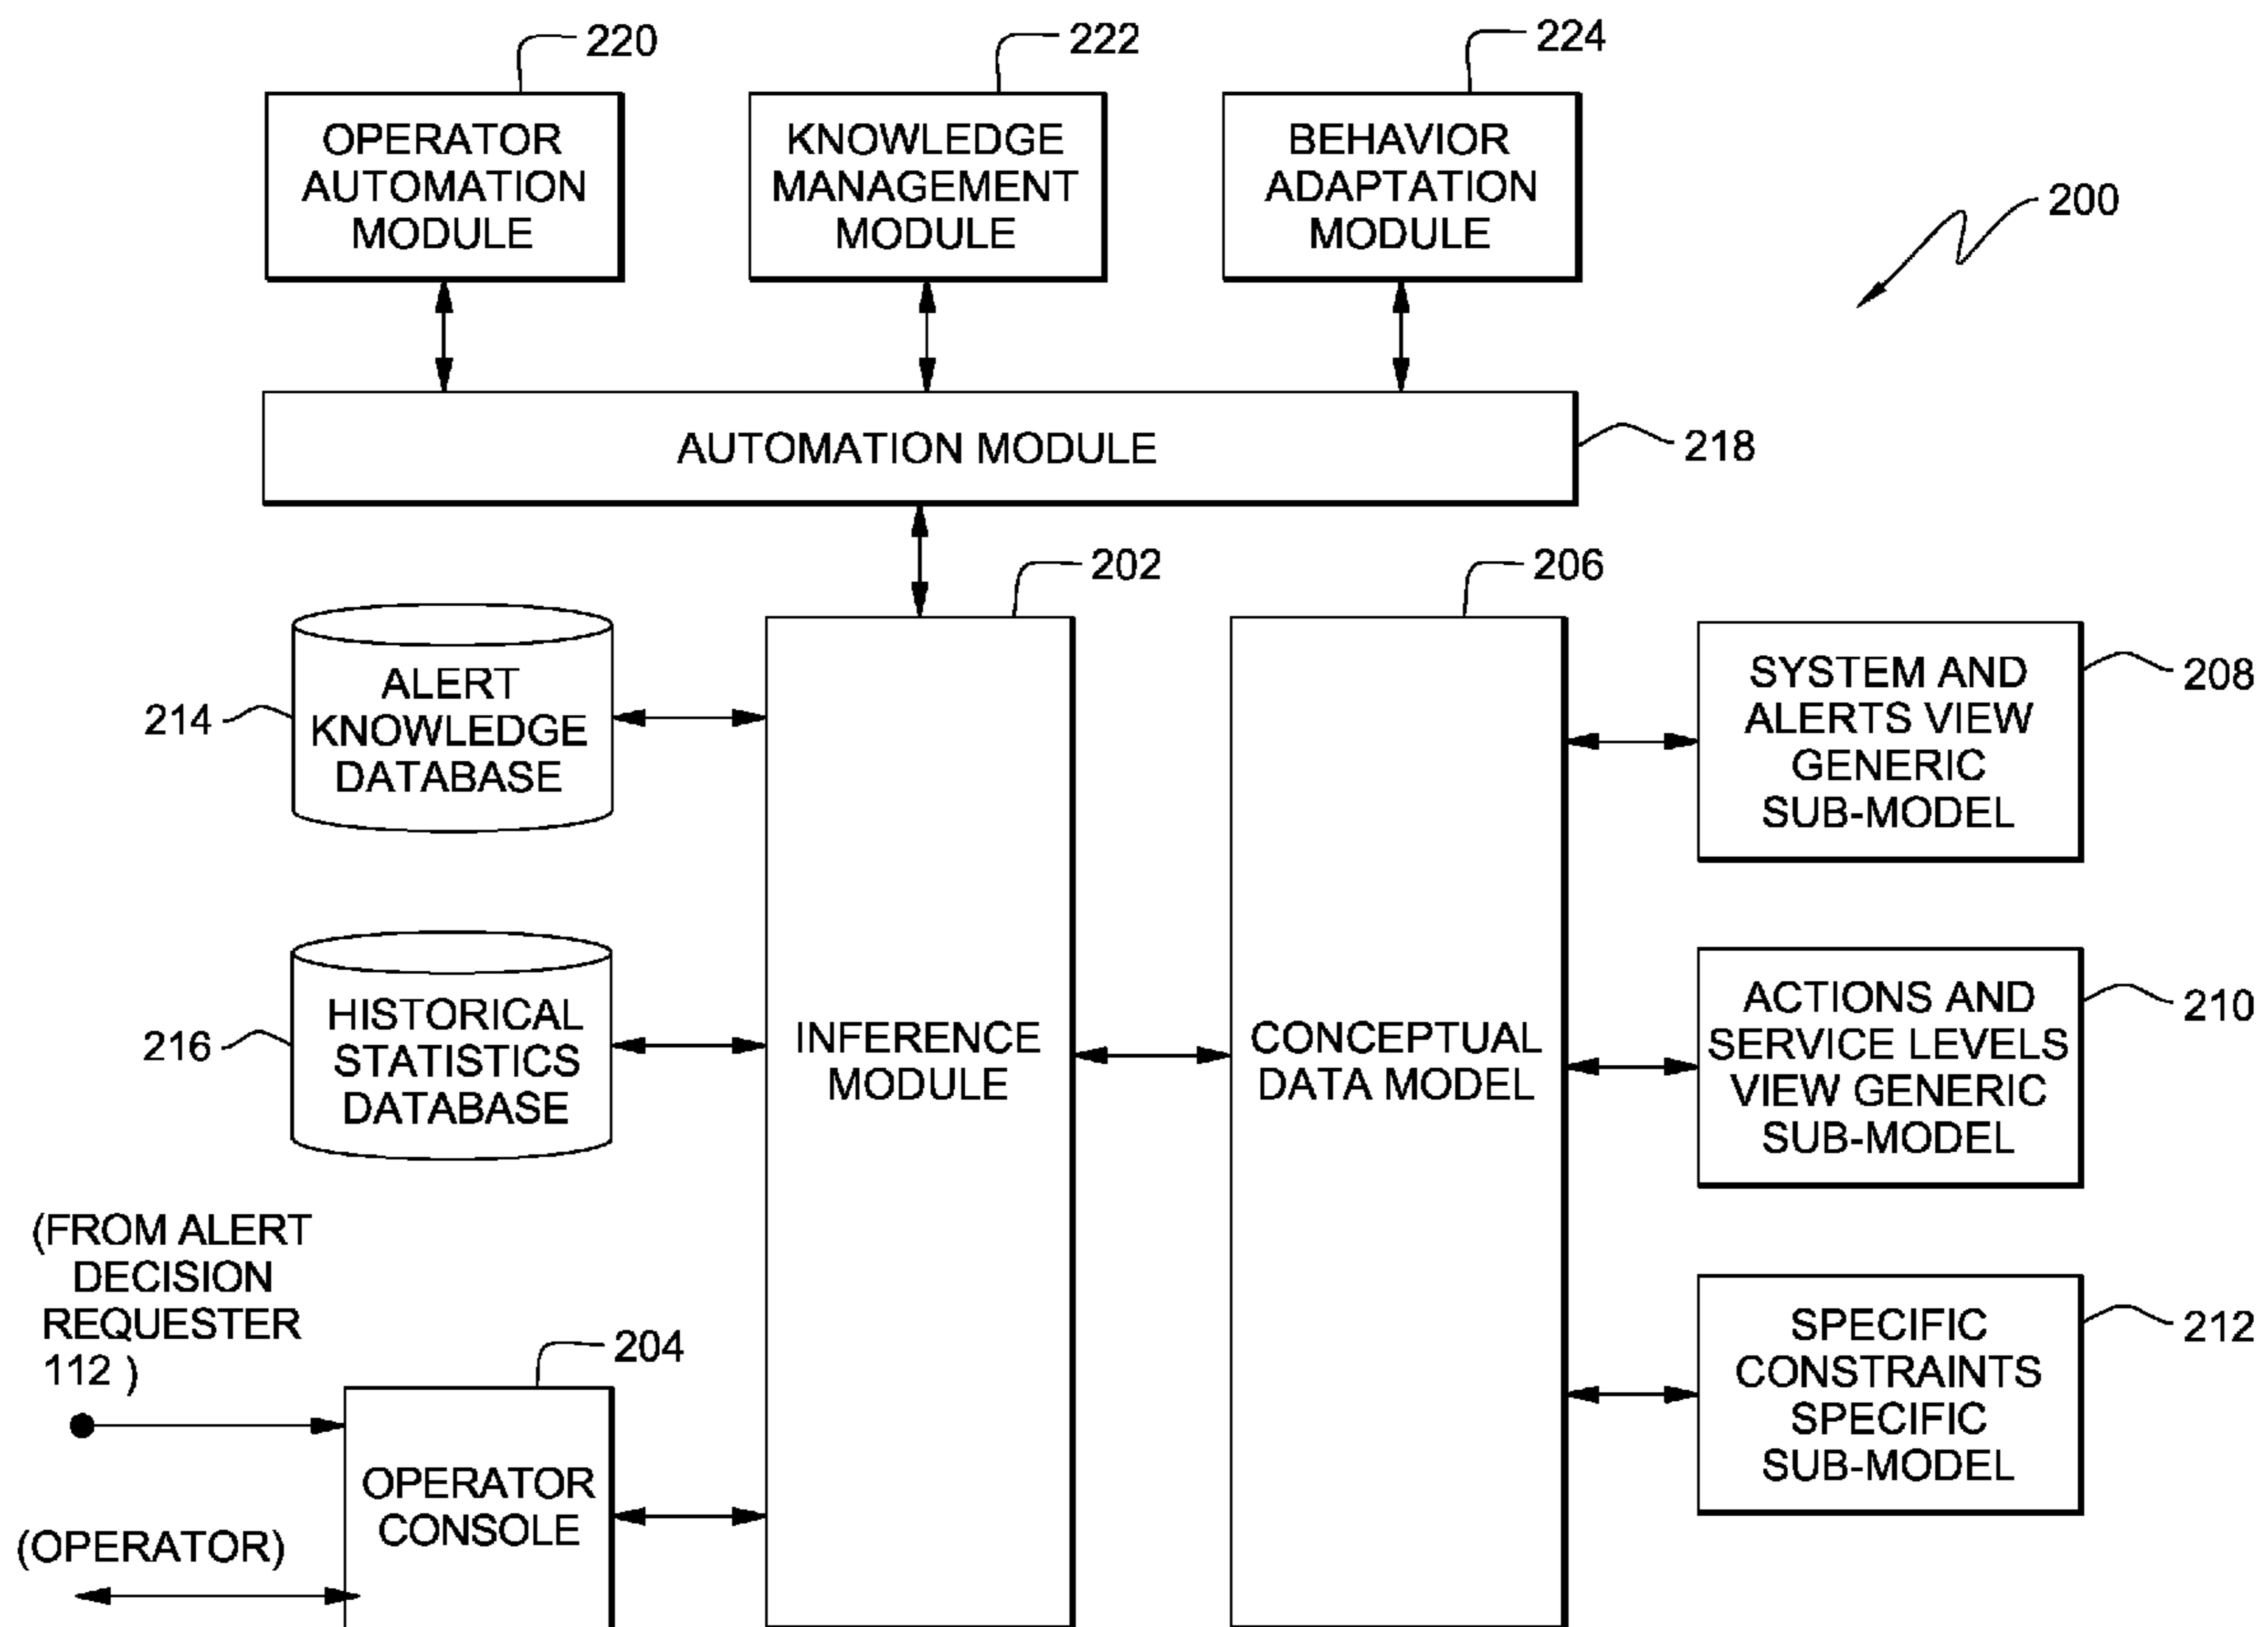 220
222
224
OPERATOR
AUTOMATION
MODULE
KNOWLEDGE
MANAGEMENT
MODULE
BEHAVIOR
ADAPTATION
MODULE
200
AUTOMATION MODULE
218
202
206
ALERT
KNOWLEDGE
DATABASE
214
SYSTEM AND
ALERTS VIEW
GENERIC
SUB-MODEL
208
HISTORICAL
STATISTICS
DATABASE
216
INFERENCE
MODULE
CONCEPTUAL
DATA MODEL
ACTIONS AND
SERVICE LEVELS
VIEW GENERIC
SUB-MODEL
210
(FROM ALERT
DECISION
REQUESTER
112 )
204
SPECIFIC
CONSTRAINTS
SPECIFIC
SUB-MODEL
212
OPERATOR
CONSOLE
(OPERATOR)